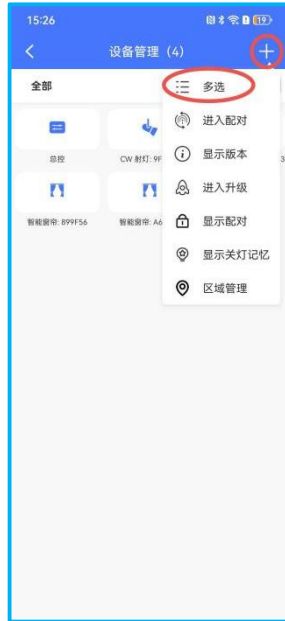 15:26
19
设备管理（4）
全部
多选
总控
CW 射灯: 9F
进入配对
3
显示版本
智能窗帘: 899F56
智能窗帘: A6
进入升级
显示配对
显示关灯记忆
区域管理